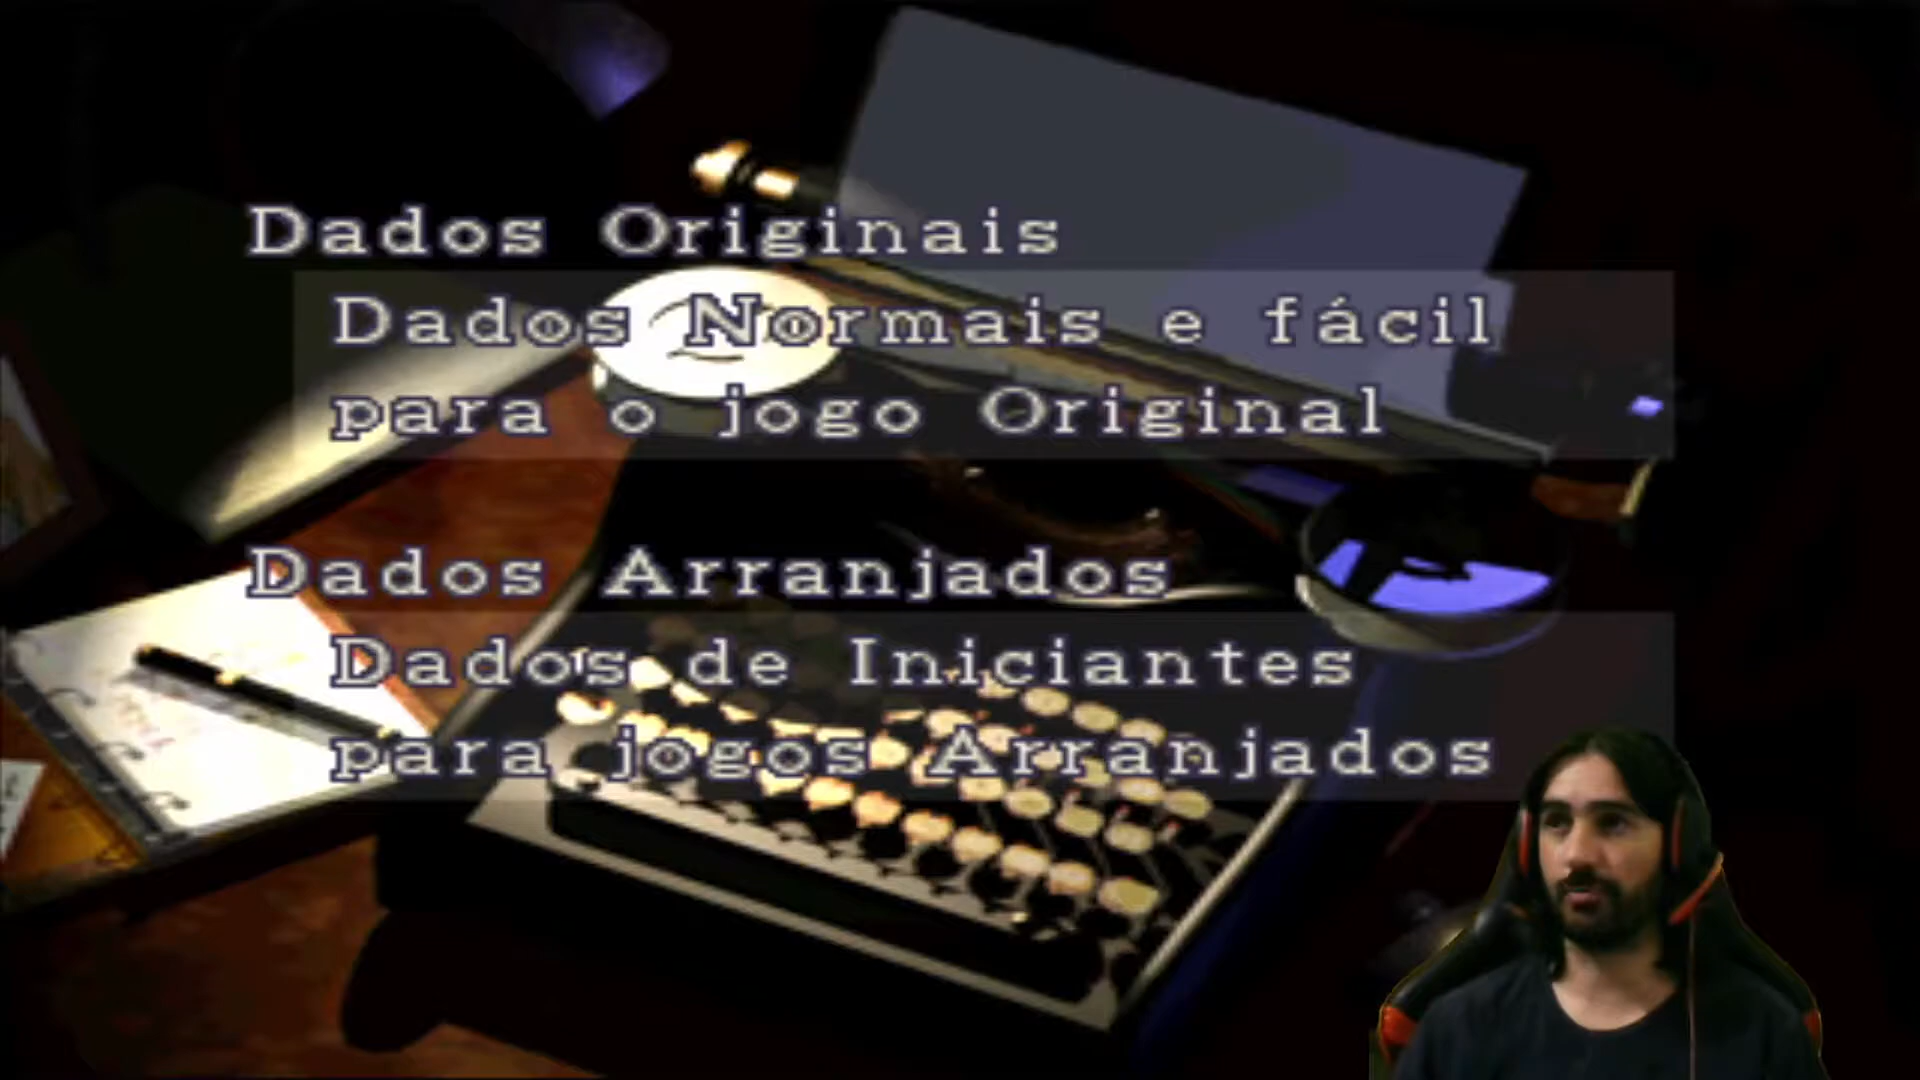 Dados Originais
Dados Normais e fácil
para o jogo Original
Dados Arranjados
Dados de Iniciantes
para jogos Arranjados